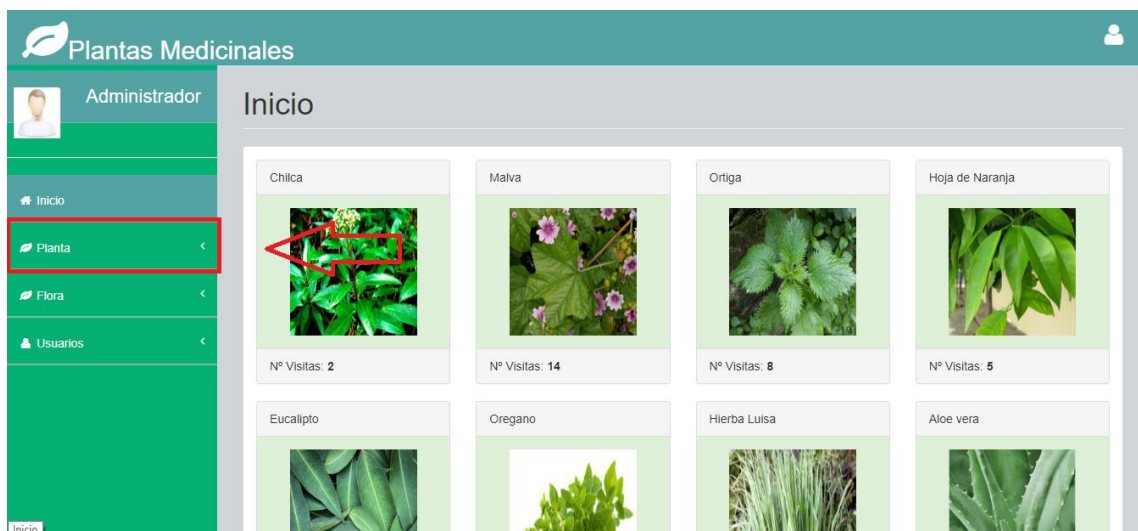 Plantas Medicinales
Administrador
Inicio
Planta
Flora
Usuarios
Inicio
Chilca
Malva
Ortiga
Hoja de Naranja
Nº Visitas: 2
Nº Visitas: 14
Nº Visitas: 8
Nº Visitas: 5
Eucalipto
Oregano
Hierba Luisa
Aloe vera
Inicio